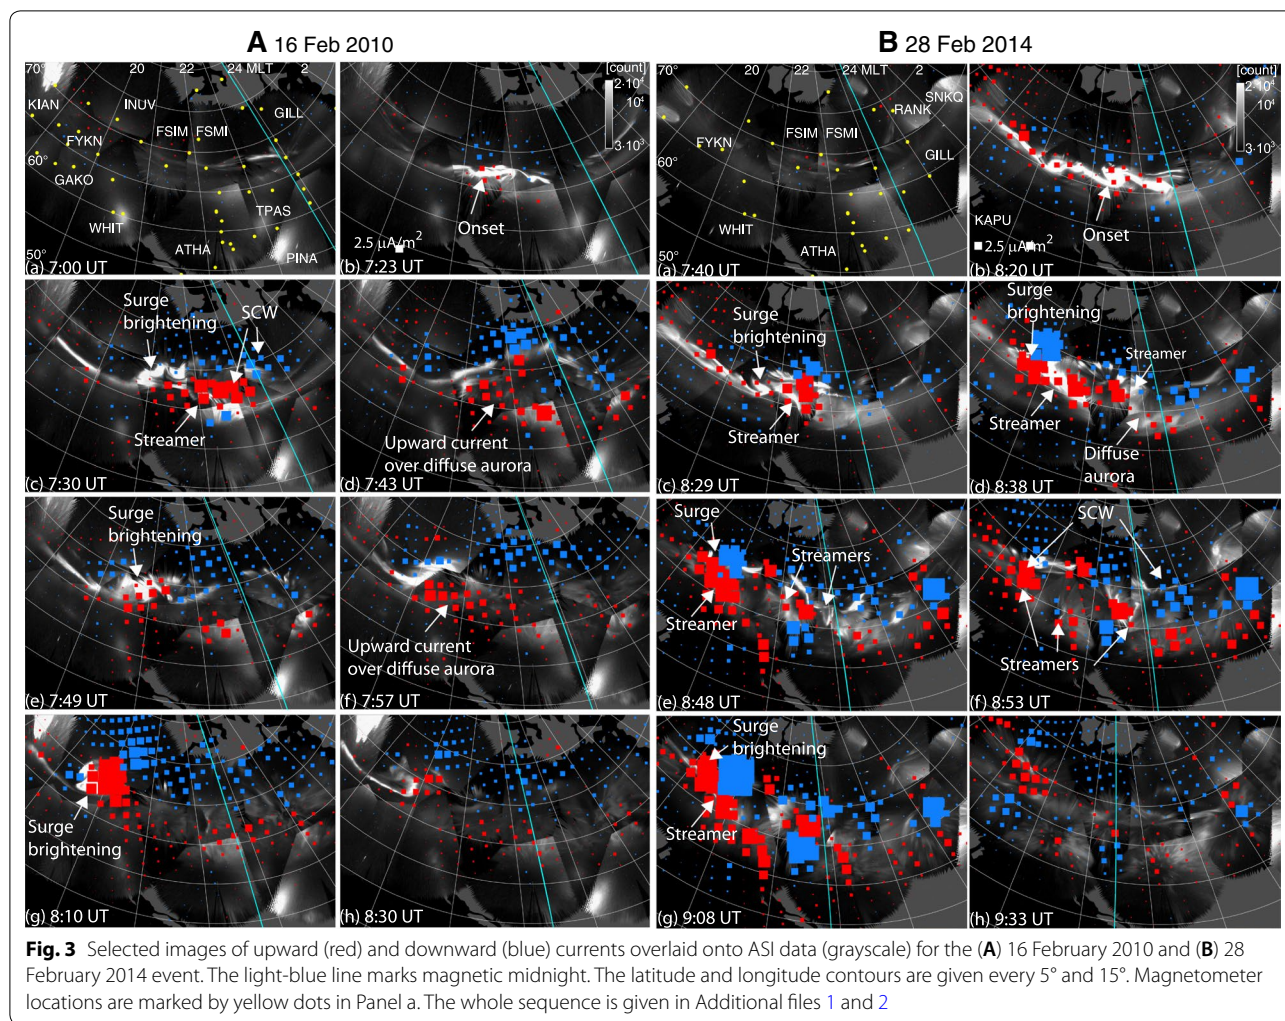 A 16 Feb 2010
B 28 Feb 2014
70°
20
22
24 MLT
2
[count]
2·10⁴
10⁴
3·10³
KIAN
INUV
GILL
FYKN
FSIM
FSMI
60°
GAKO
WHIT
TPAS
ATHA
PINA
50°
(a) 7:00 UT
Onset
2.5 μA/m²
(b) 7:23 UT
70°
20
22
24 MLT
2
[count]
2·10⁴
10⁴
3·10³
SNKQ
RANK
FYKN
FSIM
FSMI
GILL
60°
WHIT
ATHA
50°
(a) 7:40 UT
KAPU
Onset
2.5 μA/m²
(b) 8:20 UT
Surge
brightening
SCW
Streamer
(c) 7:30 UT
Upward current
over diffuse aurora
(d) 7:43 UT
Surge
brightening
Streamer
(c) 8:29 UT
Surge
brightening
Streamer
Streamer
Diffuse
aurora
(d) 8:38 UT
Surge
brightening
(e) 7:49 UT
Upward current
over diffuse aurora
(f) 7:57 UT
Surge
Streamers
Streamer
(e) 8:48 UT
SCW
Streamers
(f) 8:53 UT
Surge
brightening
(g) 8:10 UT
(h) 8:30 UT
Surge
brightening
Streamer
(g) 9:08 UT
(h) 9:33 UT
Fig. 3 Selected images of upward (red) and downward (blue) currents overlaid onto ASI data (grayscale) for the (A) 16 February 2010 and (B) 28
February 2014 event. The light-blue line marks magnetic midnight. The latitude and longitude contours are given every 5° and 15°. Magnetometer
locations are marked by yellow dots in Panel a. The whole sequence is given in Additional files 1 and 2